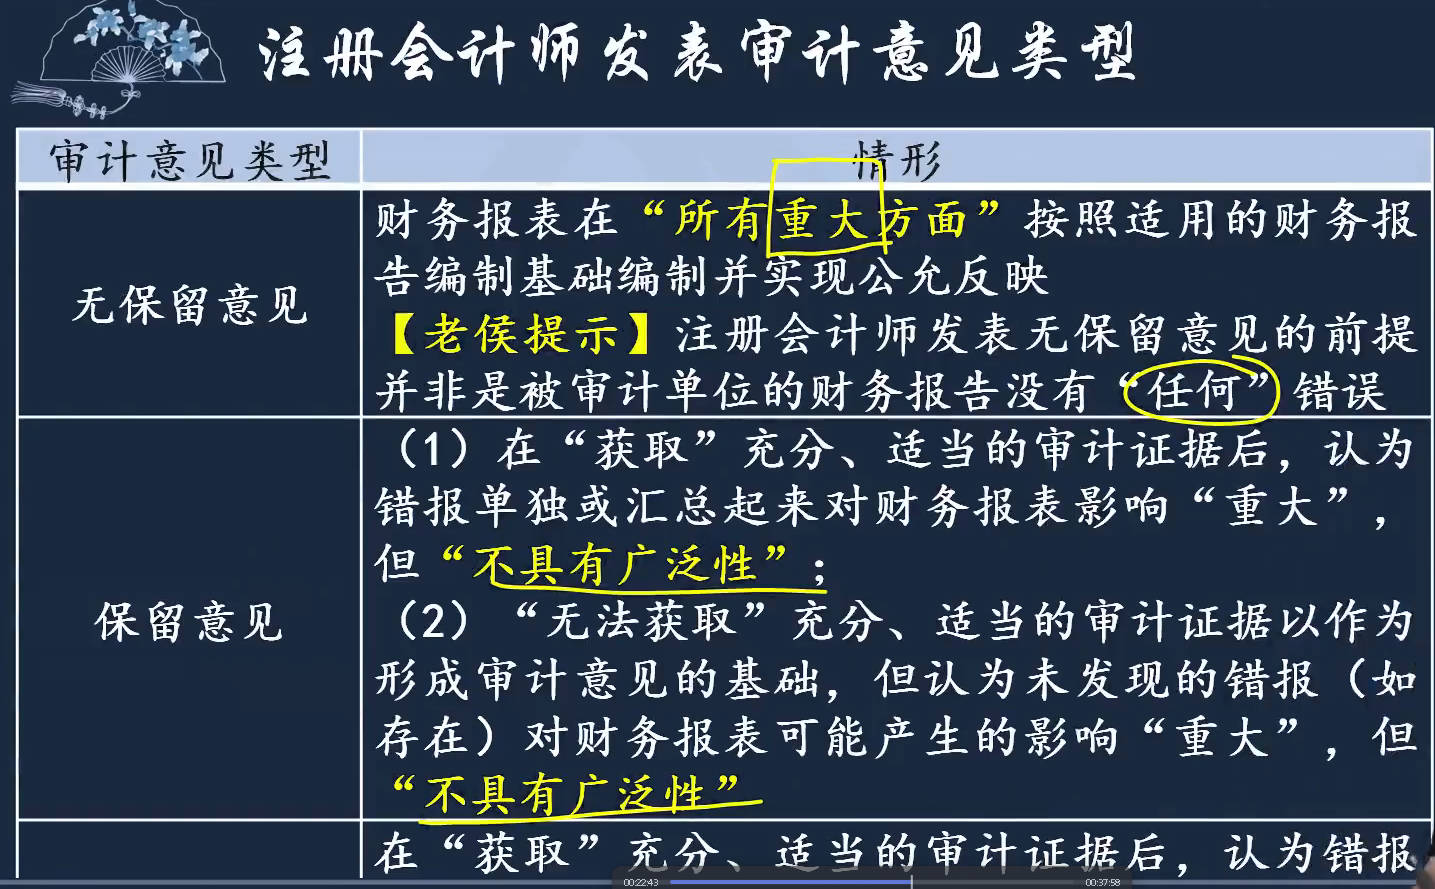 注册会计师发表审计意见类型
审计意见类型
情形
无保留意见
财务报表在“所有重大方面”按照适用的财务报
告编制基础编制并实现公允反映
【老侯提示】注册会计师发表无保留意见的前提
并非是被审计单位的财务报告没有“任何”错误
保留意见
（1）在“获取”充分、适当的审计证据后，认为
错报单独或汇总起来对财务报表影响“重大”，
但“不具有广泛性”；
（2）“无法获取”充分、适当的审计证据以作为
形成审计意见的基础，但认为未发现的错报（如
存在）对财务报表可能产生的影响“重大”，但
“不具有广泛性”
在“获取”充分、适当的审计证据后，认为错报
00:22:43
00:37:58